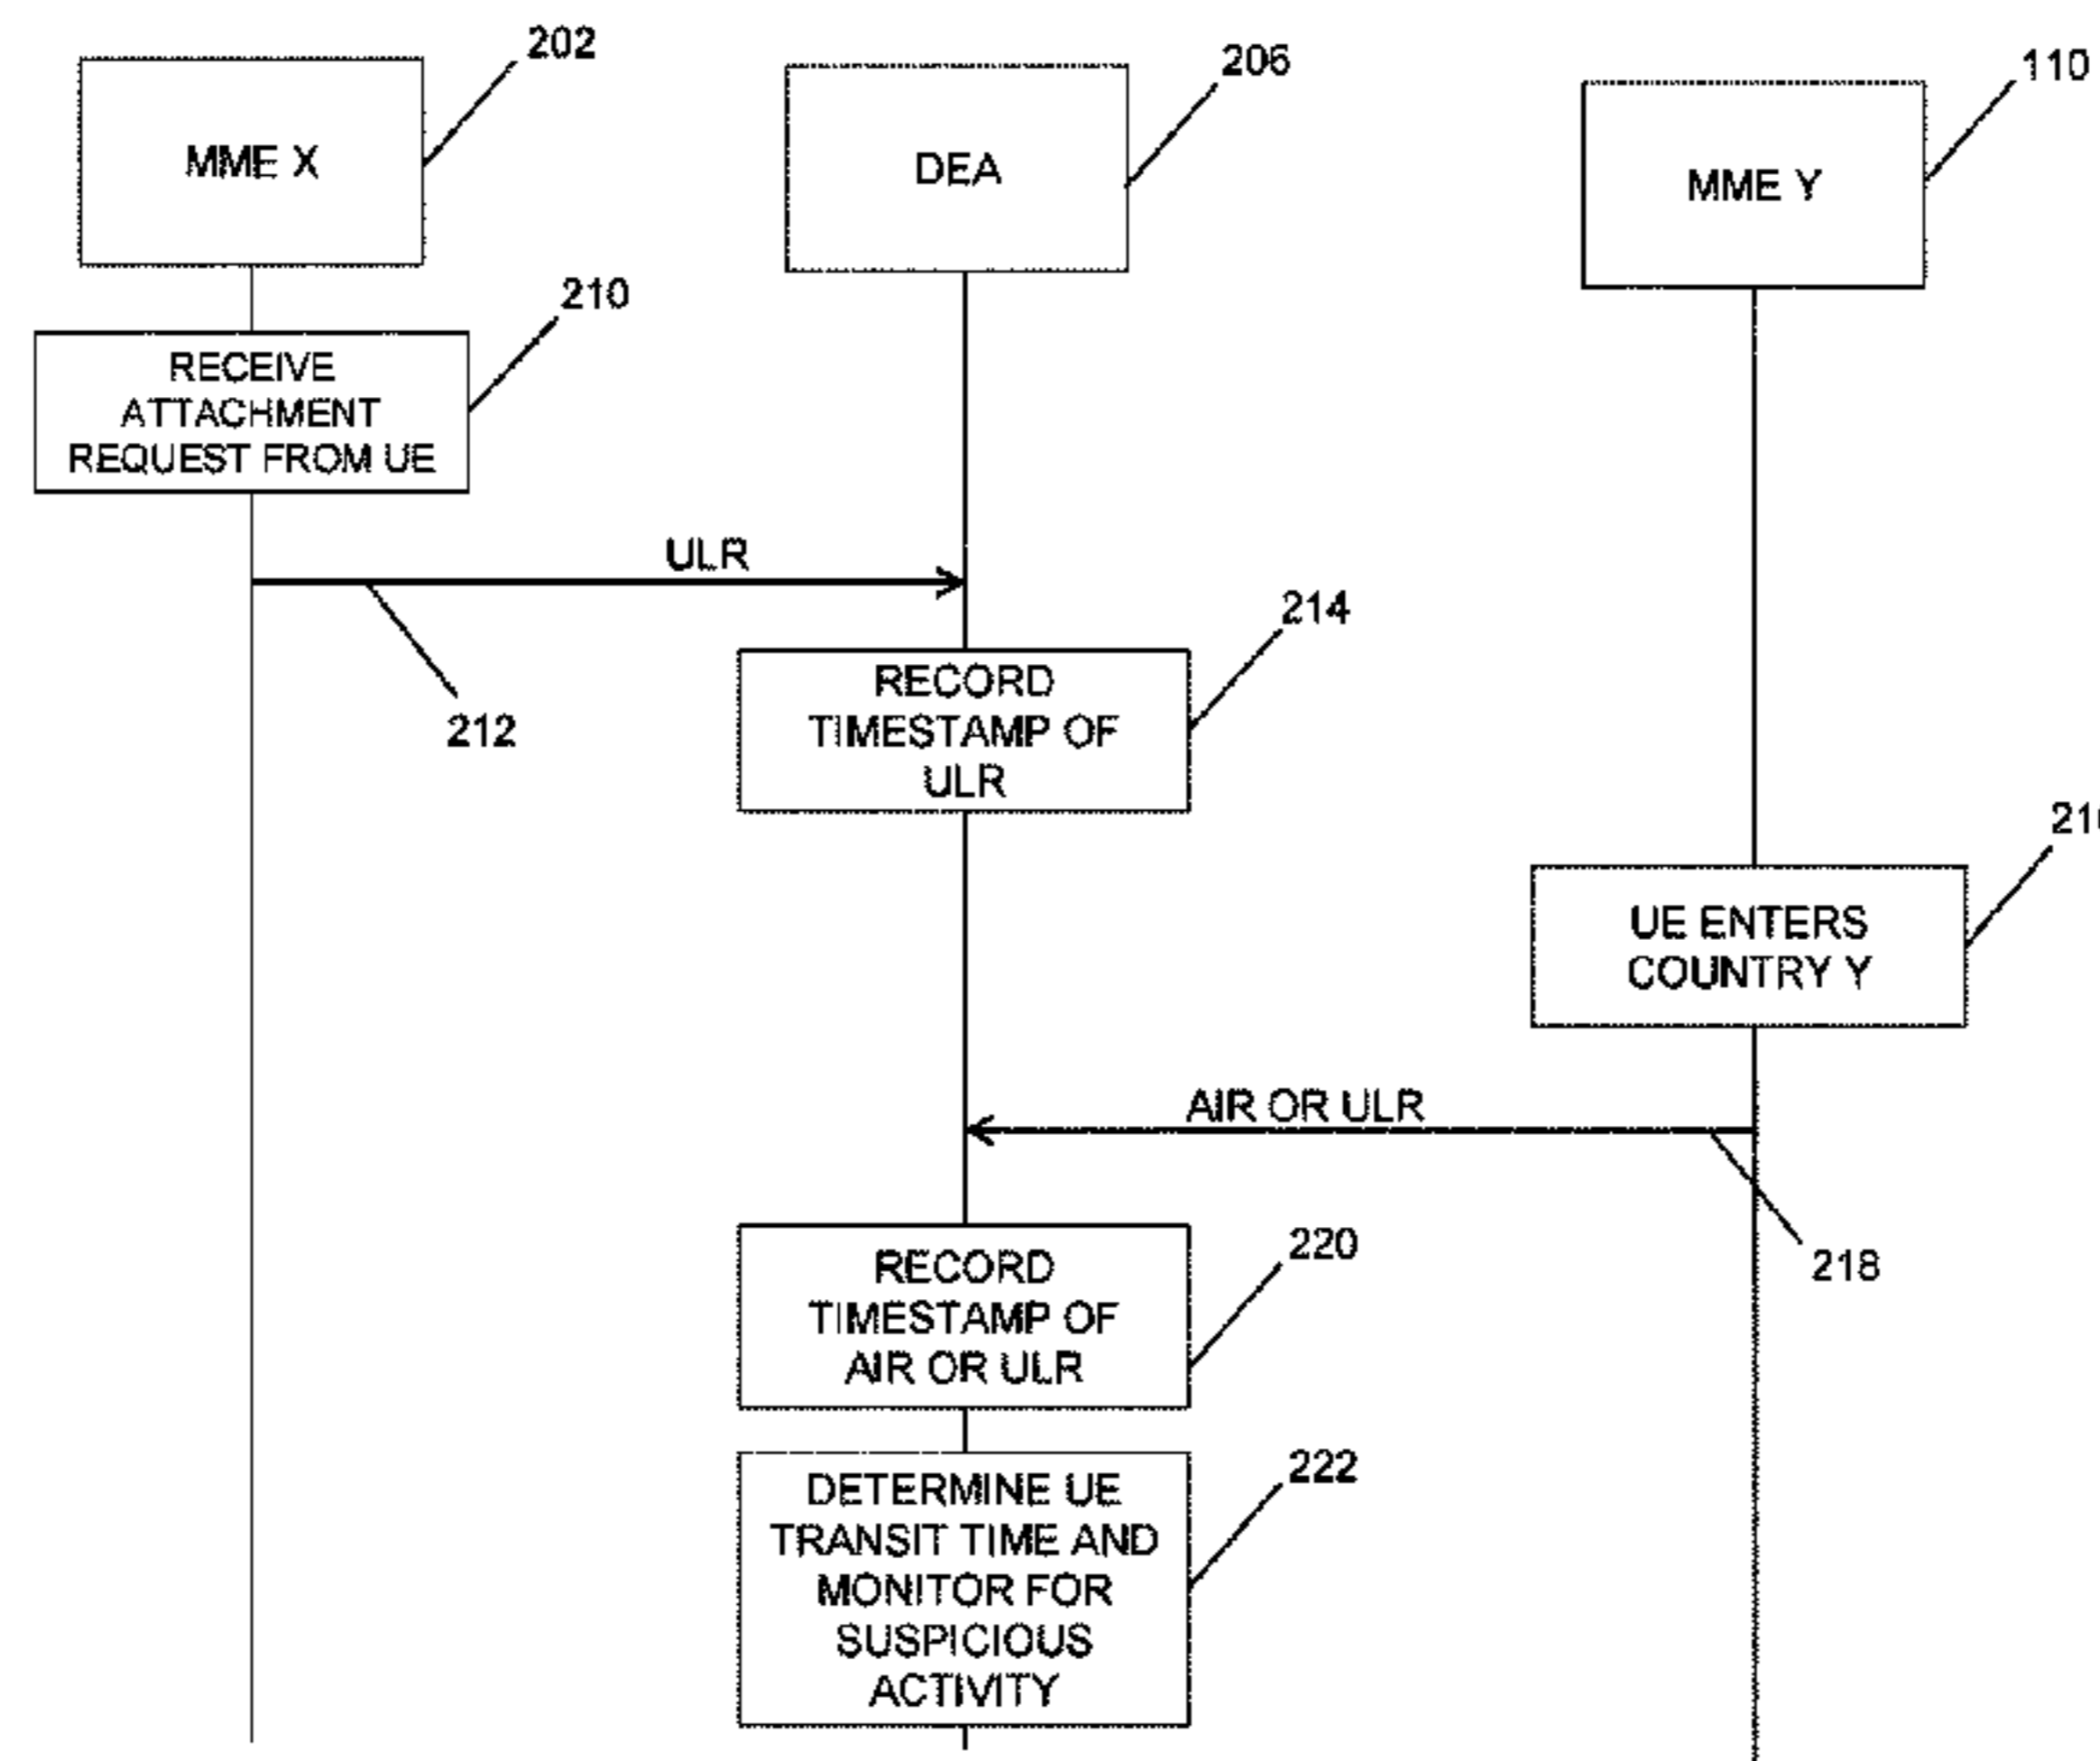 202
206
110
MME X
DEA
MME Y
210
RECEIVE
ATTACHMENT
REQUEST FROM UE
ULR
212
214
RECORD
TIMESTAMP OF
ULR
UE ENTERS
COUNTRY Y
AIR OR ULR
218
220
RECORD
TIMESTAMP OF
AIR OR ULR
222
DETERMINE UE
TRANSIT TIME AND
MONITOR FOR
SUSPICIOUS
ACTIVITY